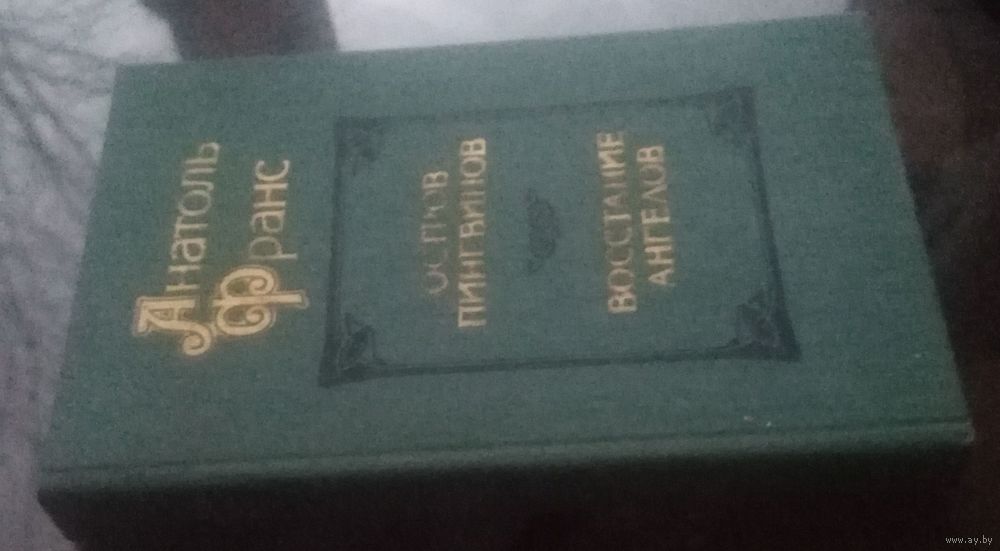 Анатоль
Франс
ОСТРОВ
ПИНГВИНОВ
ВОССТАНИЕ
АНГЕЛОВ
www.ay.by